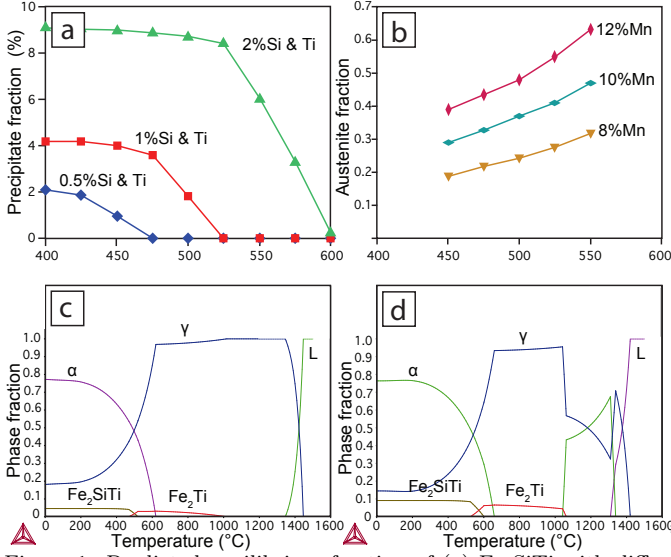 a
Precipitate fraction (%)
10
8
6
4
2
0
2%Si & Ti
1%Si & Ti
0.5%Si & Ti
400 450 500 550 600
b
Austenite fraction
0.7
0.6
0.5
0.4
0.3
0.2
0.1
12%Mn
10%Mn
8%Mn
400 450 500 550 600
c
Phase fraction
1.0
0.9
0.8
0.7
0.6
0.5
0.4
0.3
0.2
0.1
0
α
γ
L
Fe2SiTi
Fe2Ti
0 200 400 600 800 1000 1200 1400 1600
Temperature (°C)
d
Phase fraction
1.0
0.9
0.8
0.7
0.6
0.5
0.4
0.3
0.2
0.1
0
α
γ
L
Fe2SiTi
Fe2Ti
0 200 400 600 800 1000 1200 1400 1600
Temperature (°C)